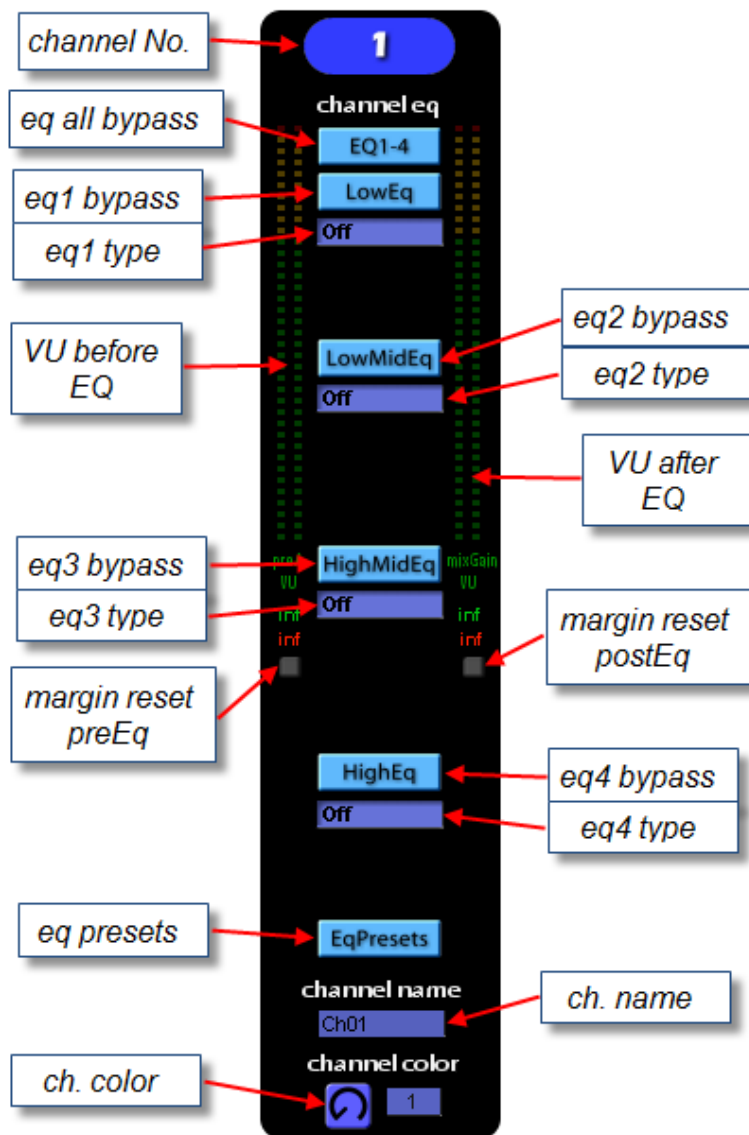 channel No.
1
channel eq
eq all bypass
EQ1-4
eq1 bypass
LowEq
eq1 type
Off
VU before
EQ
LowMidEq
eq2 bypass
Off
eq2 type
VU after
EQ
eq3 bypass
HighMidEq
mixGain
VU
VU
eq3 type
Off
inf
inf
inf
inf
margin reset
preEq
margin reset
postEq
HighEq
eq4 bypass
Off
eq4 type
eq presets
EqPresets
channel name
Ch01
ch. name
channel color
ch. color
1